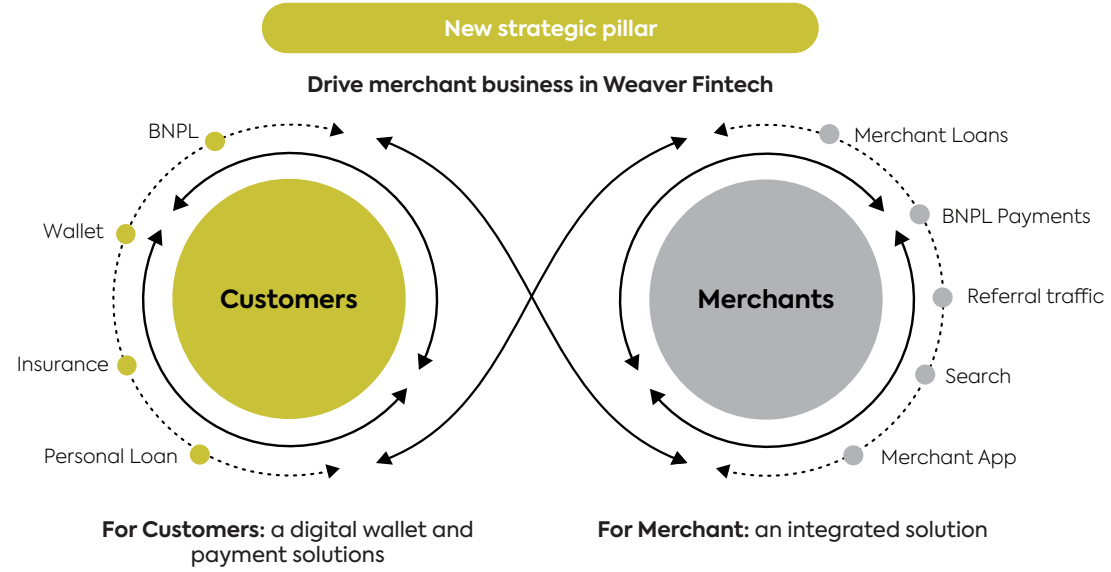 New strategic pillar
Drive merchant business in Weaver Fintech
BNPL
Wallet
Insurance
Personal Loan
Customers
Merchants
Merchant Loans
BNPL Payments
Referral traffic
Search
Merchant App
For Customers: a digital wallet and
payment solutions
For Merchant: an integrated solution